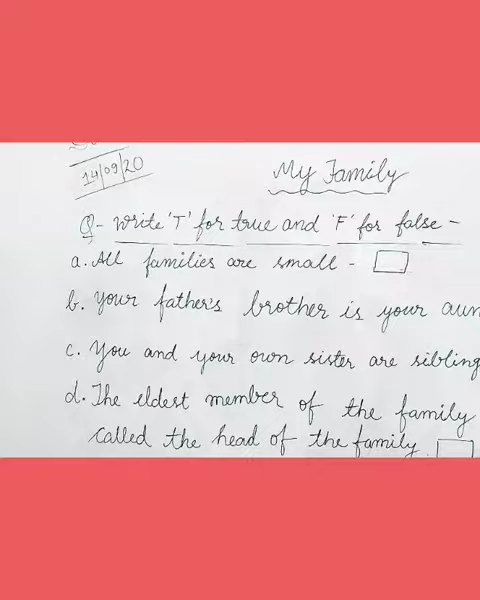 14/09/20
My Family
Q- Write 'T' for true and 'F' for false -
a. All families are small -
b. Your father's brother is your aun
c. You and your own sister are sibling
d. The eldest member of the family
called the head of the family.